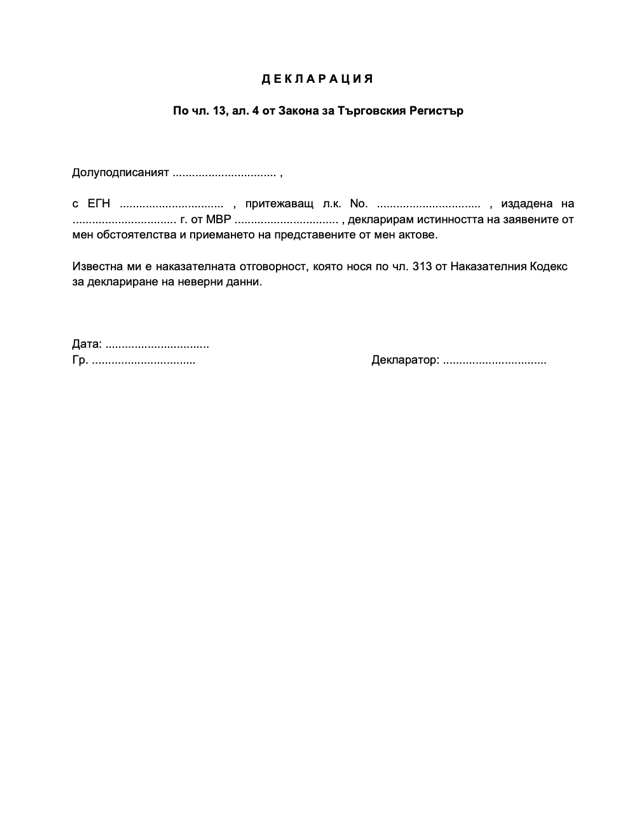 Д Е К Л А Р А Ц И Я
По чл. 13, ал. 4 от Закона за Търговския Регистър
Долуподписаният ................................ ,
с ЕГН ................................ , притежаващ л.к. No. ................................ , издадена на
................................ г. от МВР ................................ , декларирам истинността на заявените от
мен обстоятелства и приемането на представените от мен актове.
Известна ми е наказателната отговорност, която нося по чл. 313 от Наказателния Кодекс
за деклариране на неверни данни.
Дата: ................................
Гр. ................................ Декларатор: ................................